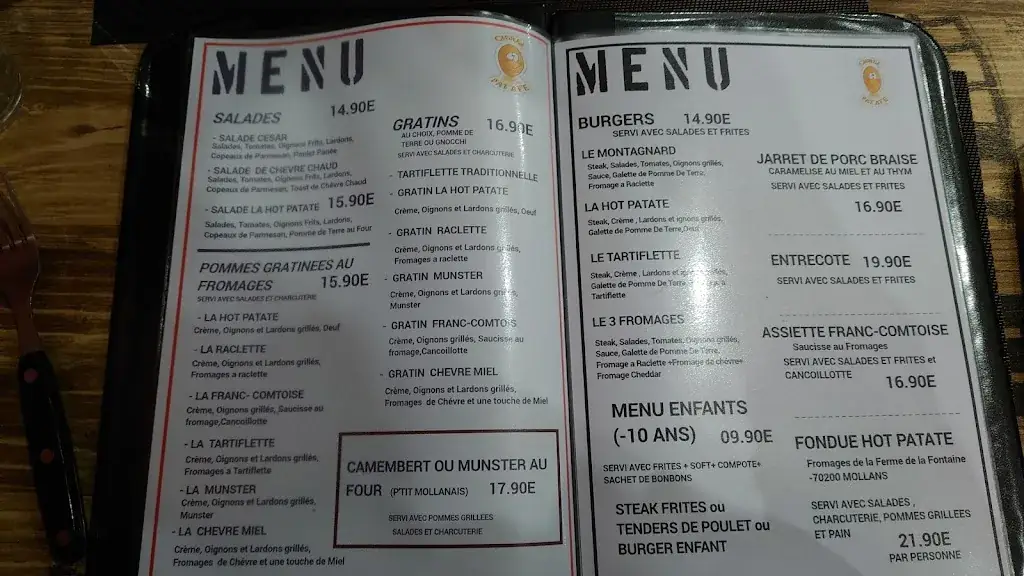 MENU
SALADES 14.90E
- SALADE CESAR
Salades, Tomates, Oignons Frits, Lardons,
Copeaux de Parmesan, Poulet Panée
- SALADE DE CHEVRE CHAUD
Salades, Tomates, Oignons Frits, Lardons,
Copeaux de Parmesan, Toast de Chèvre Chaud
- SALADE LA HOT PATATE 15.90E
Salades, Tomates, Oignons Frits, Lardons,
Copeaux de Parmesan, Pomme de Terre au Four
POMMES GRATINEES AU
FROMAGES 15.90E
SERVI AVEC SALADES ET CHARCUTERIE
- LA HOT PATATE
Crème, Oignons et Lardons grillés, Oeuf
- LA RACLETTE
Crème, Oignons et Lardons grillés,
Fromages a raclette
- LA FRANC- COMTOISE
Crème, Oignons grillés, Saucisse au
fromage,Cancoillotte
- LA TARTIFLETTE
Crème, Oignons et Lardons grillés,
Fromages a Tartiflette
- LA MUNSTER
Crème, Oignons et Lardons grillés,
Munster
- LA CHEVRE MIEL
Crème, Oignons et Lardons grillés,
Fromages de Chévre et une touche de Miel
GRATINS 16.90E
AU CHOIX, POMME DE
TERRE OU GNOCCHI
SERVI AVEC SALADES ET CHARCUTERIE
- TARTIFLETTE TRADITIONNELLE
- GRATIN LA HOT PATATE
Crème, Oignons et Lardons grillés, Oeuf
- GRATIN RACLETTE
Crème, Oignons et Lardons grillés,
Fromages a raclette
- GRATIN MUNSTER
Crème, Oignons et Lardons grillés,
Munster
- GRATIN FRANC-COMTOIS
Crème, Oignons grillés, Saucisse au
fromage,Cancoillotte
- GRATIN CHEVRE MIEL
Crème, Oignons et Lardons grillés,
Fromages de Chévre et une touche de Miel
CAMEMBERT OU MUNSTER AU
FOUR (P'TIT MOLLANAIS) 17.90E
SERVI AVEC POMMES GRILLEES
SALADES ET CHARCUTERIE
MENU
BURGERS 14.90E
SERVI AVEC SALADES ET FRITES
LE MONTAGNARD
Steak, Salades, Tomates, Oignons grillés,
Sauce, Galette de Pomme De Terre,
Fromage a Raclette
LA HOT PATATE
Steak, Crème , Lardons et ignons grillés,
Galette de Pomme De Terre,Oeuf
LE TARTIFLETTE
Steak, Crème , Lardons et grillés,
Galette de Pomme De Terre, a
Tartiflette
LE 3 FROMAGES
Steak, Salades, Tomates, Oignons grillés,
Sauce, Galette de Pomme De Terre,
Fromage a Raclette +Fromage de chèvre+
Fromage Cheddar
MENU ENFANTS
(-10 ANS) 09.90E
SERVI AVEC FRITES + SOFT+ COMPOTE+
SACHET DE BONBONS
STEAK FRITES ou
TENDERS DE POULET ou
BURGER ENFANT
JARRET DE PORC BRAISE
CARAMELISE AU MIEL ET AU THYM
SERVI AVEC SALADES ET FRITES
16.90E
ENTRECOTE 19.90E
SERVI AVEC SALADES ET FRITES
ASSIETTE FRANC-COMTOISE
Saucisse au Fromages
SERVI AVEC SALADES ET FRITES et
CANCOILLOTTE 16.90E
FONDUE HOT PATATE
Fromages de la Ferme de la Fontaine
-70200 MOLLANS
SERVI AVEC SALADES ,
CHARCUTERIE, POMMES GRILLEES
ET PAIN 21.90E
PAR PERSONNE